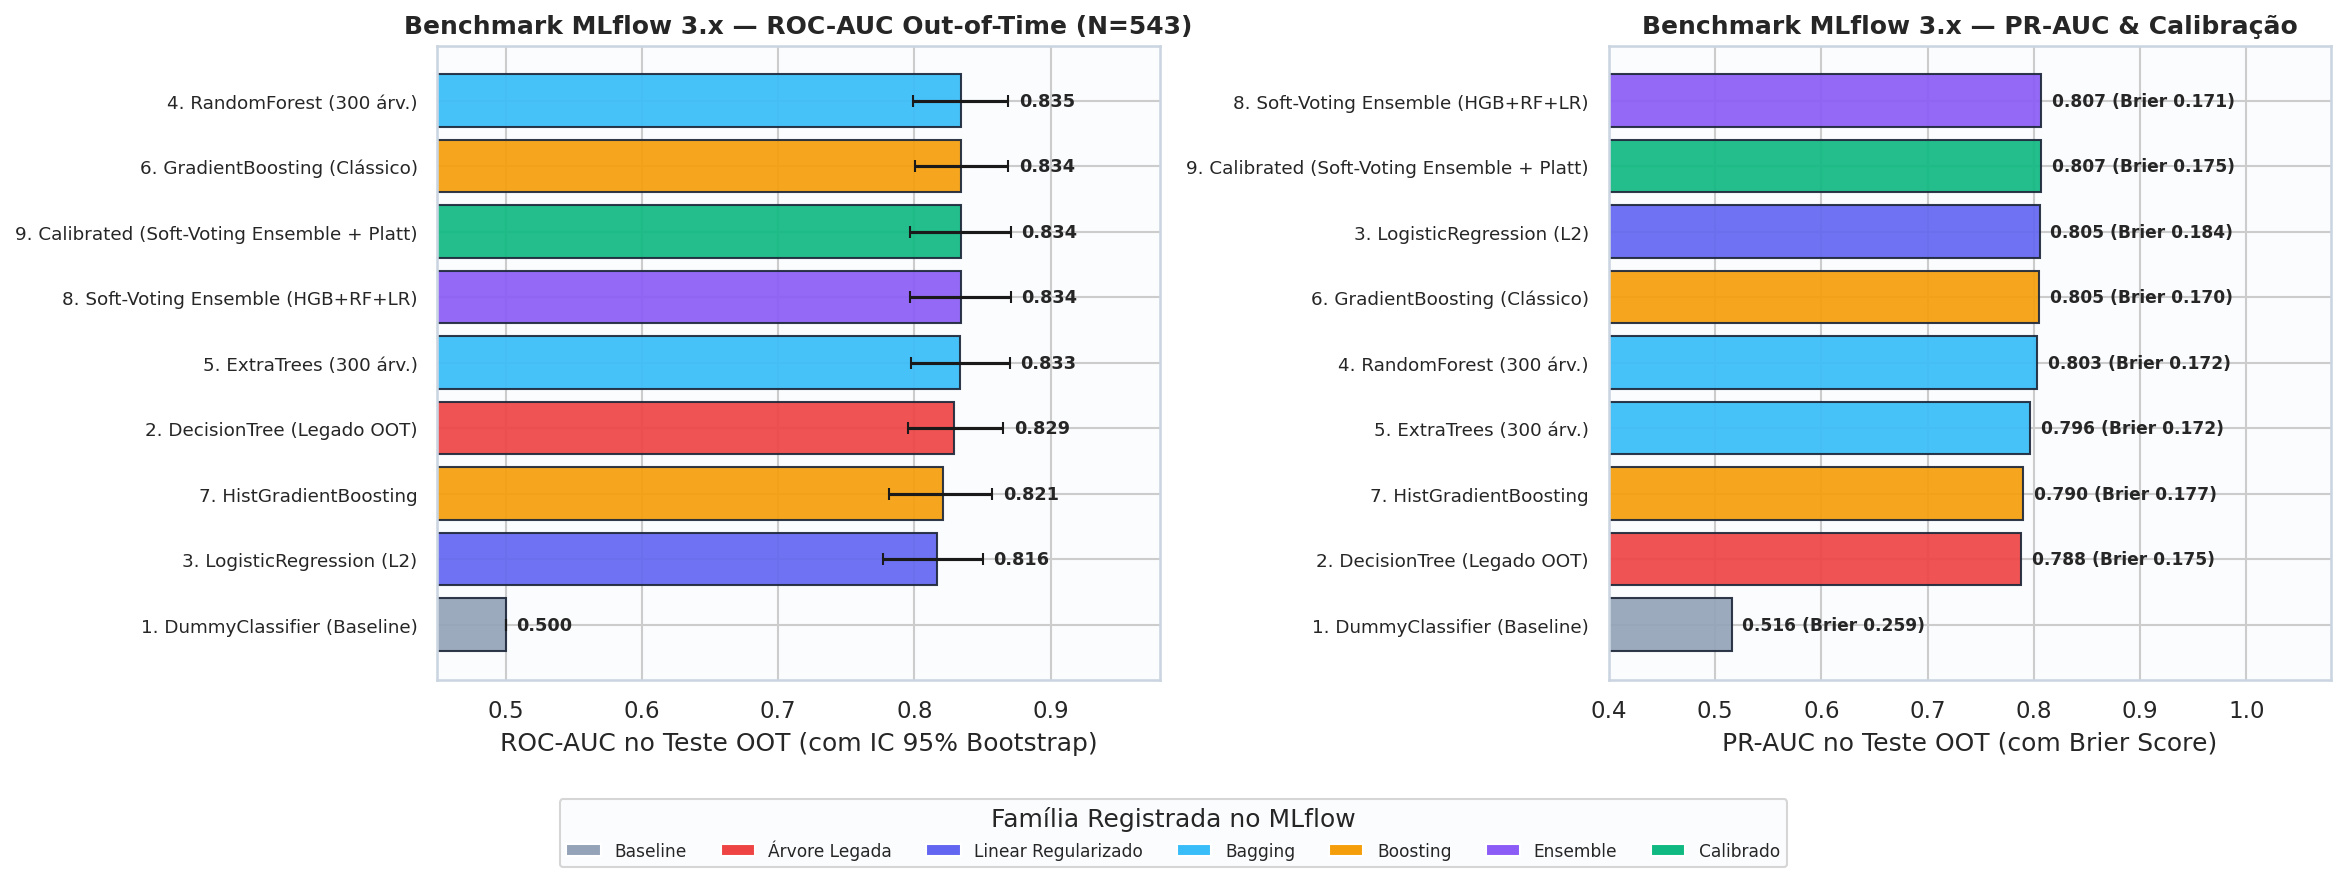 Benchmark MLflow 3.x — ROC-AUC Out-of-Time (N=543)
4. RandomForest (300 árv.)
0.835
6. GradientBoosting (Clássico)
0.834
9. Calibrated (Soft-Voting Ensemble + Platt)
0.834
8. Soft-Voting Ensemble (HGB+RF+LR)
0.834
5. ExtraTrees (300 árv.)
0.833
2. DecisionTree (Legado OOT)
0.829
7. HistGradientBoosting
0.821
3. LogisticRegression (L2)
0.816
1. DummyClassifier (Baseline)
0.500
0.5 0.6 0.7 0.8 0.9
ROC-AUC no Teste OOT (com IC 95% Bootstrap)
Benchmark MLflow 3.x — PR-AUC & Calibração
8. Soft-Voting Ensemble (HGB+RF+LR)
0.807 (Brier 0.171)
9. Calibrated (Soft-Voting Ensemble + Platt)
0.807 (Brier 0.175)
3. LogisticRegression (L2)
0.805 (Brier 0.184)
6. GradientBoosting (Clássico)
0.805 (Brier 0.170)
4. RandomForest (300 árv.)
0.803 (Brier 0.172)
5. ExtraTrees (300 árv.)
0.796 (Brier 0.172)
7. HistGradientBoosting
0.790 (Brier 0.177)
2. DecisionTree (Legado OOT)
0.788 (Brier 0.175)
1. DummyClassifier (Baseline)
0.516 (Brier 0.259)
0.4 0.5 0.6 0.7 0.8 0.9 1.0
PR-AUC no Teste OOT (com Brier Score)
Família Registrada no MLflow
Baseline Árvore Legada Linear Regularizado Bagging Boosting Ensemble Calibrado